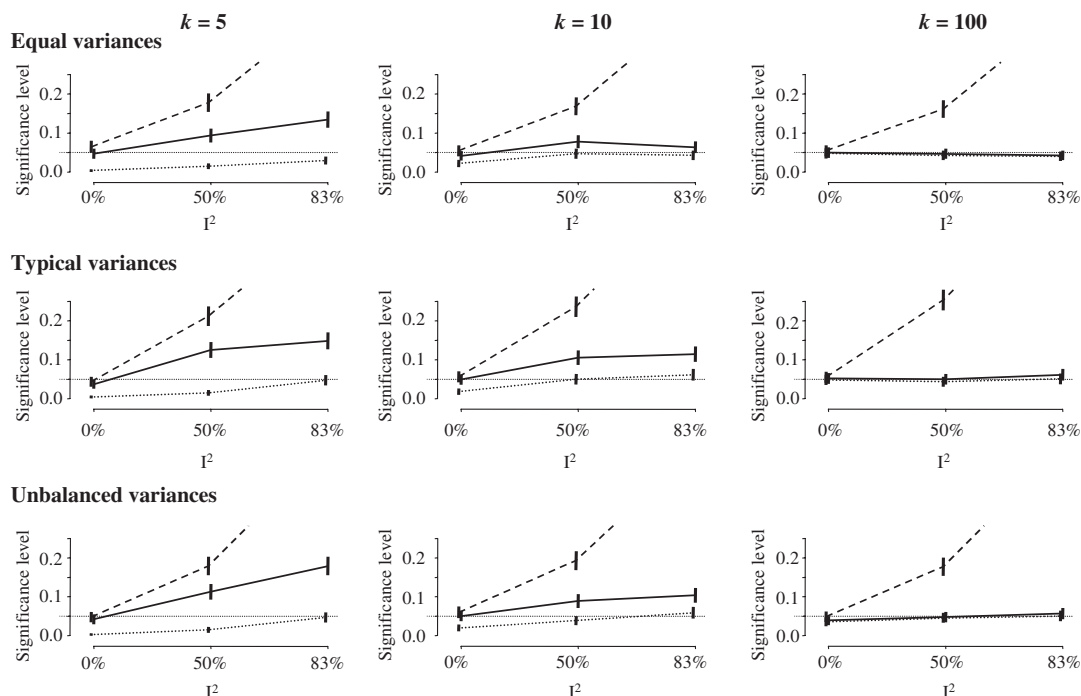 k = 5 k = 10 k = 100
Equal variances
Significance level 0.2 0.1 0.0 Significance level 0.2 0.1 0.0 Significance level 0.2 0.1 0.0
0% 50% 83% 0% 50% 83% 0% 50% 83%
I² I² I²
Typical variances
Significance level 0.2 0.1 0.0 Significance level 0.2 0.1 0.0 Significance level 0.2 0.1 0.0
0% 50% 83% 0% 50% 83% 0% 50% 83%
I² I² I²
Unbalanced variances
Significance level 0.2 0.1 0.0 Significance level 0.2 0.1 0.0 Significance level 0.2 0.1 0.0
0% 50% 83% 0% 50% 83% 0% 50% 83%
I² I² I²